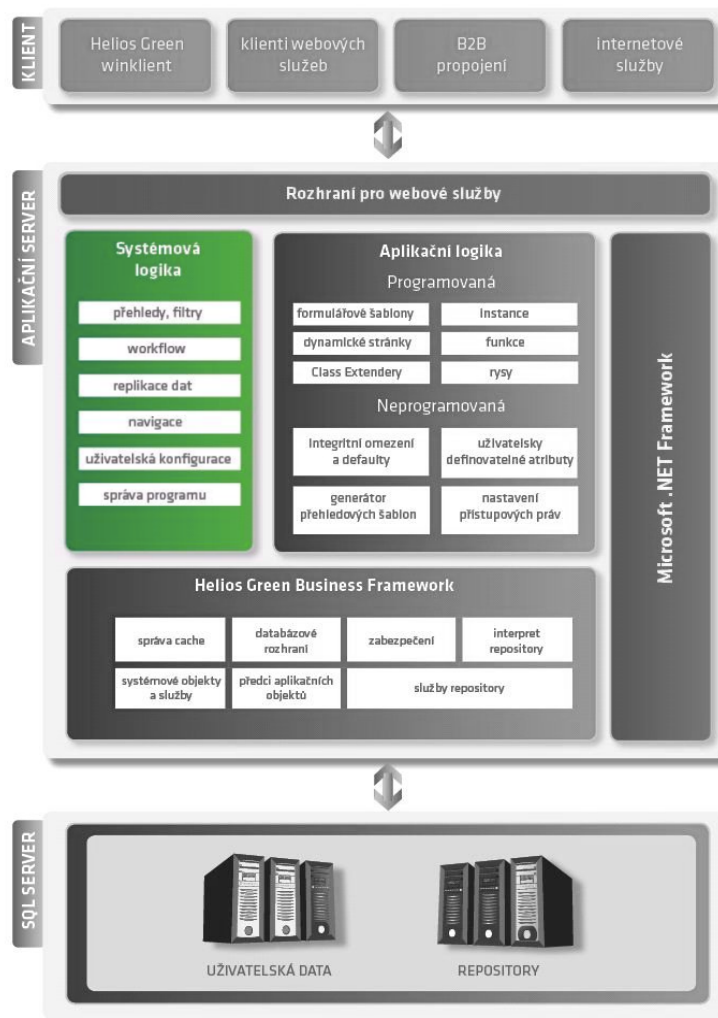 KLIENT
Helios Green
winklient
klienti webových
služeb
B2B
propojení
internetové
služby
APLIKAČNÍ SERVER
Rozhraní pro webové služby
Systémová
logika
přehledy, filtry
workflow
replikace dat
navigace
uživatelská konfigurace
správa programu
Aplikační logika
Programovaná
formulářové šablony
instance
dynamické stránky
funkce
Class Extendery
rysy
Neprogramovaná
integritní omezení
a defaulty
uživatelsky
definovatelné atributy
generátor
přehledových šablon
nastavení
přístupových práv
Microsoft .NET Framework
Helios Green Business Framework
správa cache
databázové
rozhraní
zabezpečení
interpret
repository
systémové objekty
a služby
předci aplikačních
objektů
služby repository
SQL SERVER
UŽIVATELSKÁ DATA
REPOSITORY